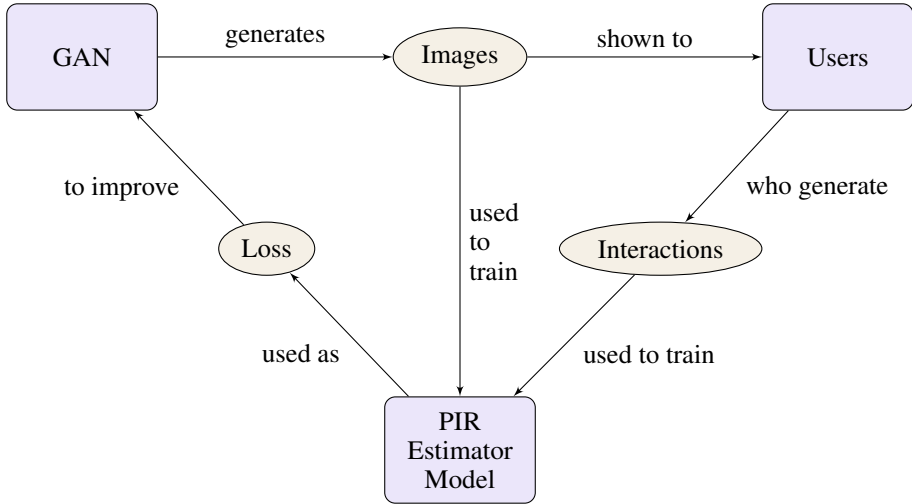 GAN
generates
Images
shown to
Users
to improve
used
to
train
who generate
Loss
Interactions
used as
used to train
PIR
Estimator
Model